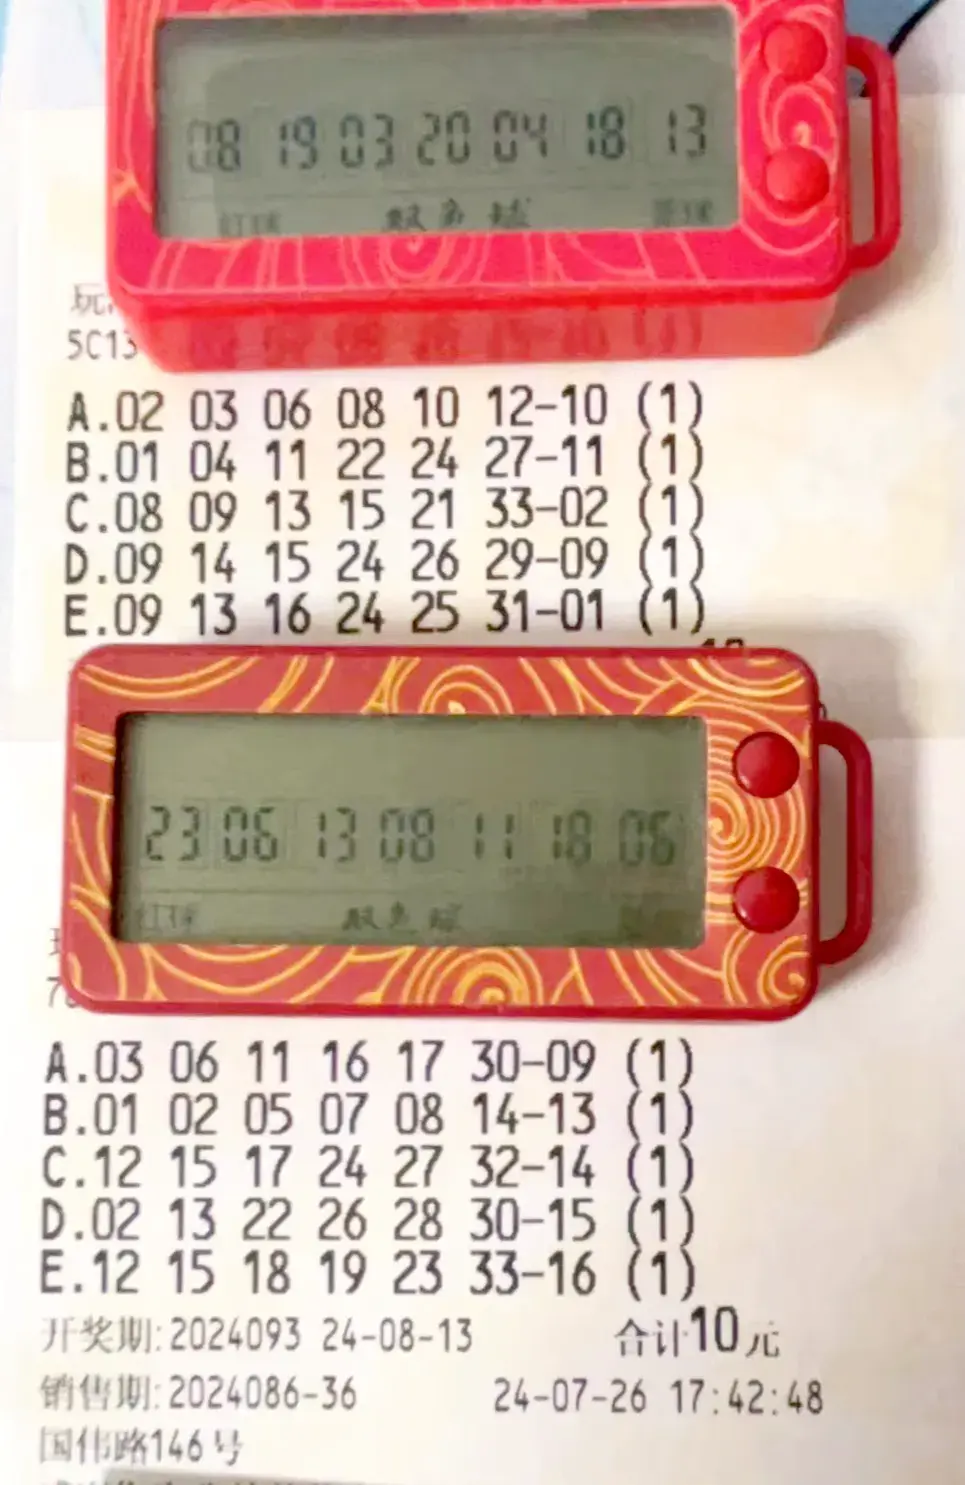 08 19 03 20 04 18 13
红球 双色球 蓝球
5C13
A.02 03 06 08 10 12-10 (1)
B.01 04 11 22 24 27-11 (1)
C.08 09 13 15 21 33-02 (1)
D.09 14 15 24 26 29-09 (1)
E.09 13 16 24 25 31-01 (1)
23 06 13 08 11 18 06
红球 双色球
A.03 06 11 16 17 30-09 (1)
B.01 02 05 07 08 14-13 (1)
C.12 15 17 24 27 32-14 (1)
D.02 13 22 26 28 30-15 (1)
E.12 15 18 19 23 33-16 (1)
开奖期:2024093 24-08-13 合计10元
销售期:2024086-36 24-07-26 17:42:48
国伟路146号